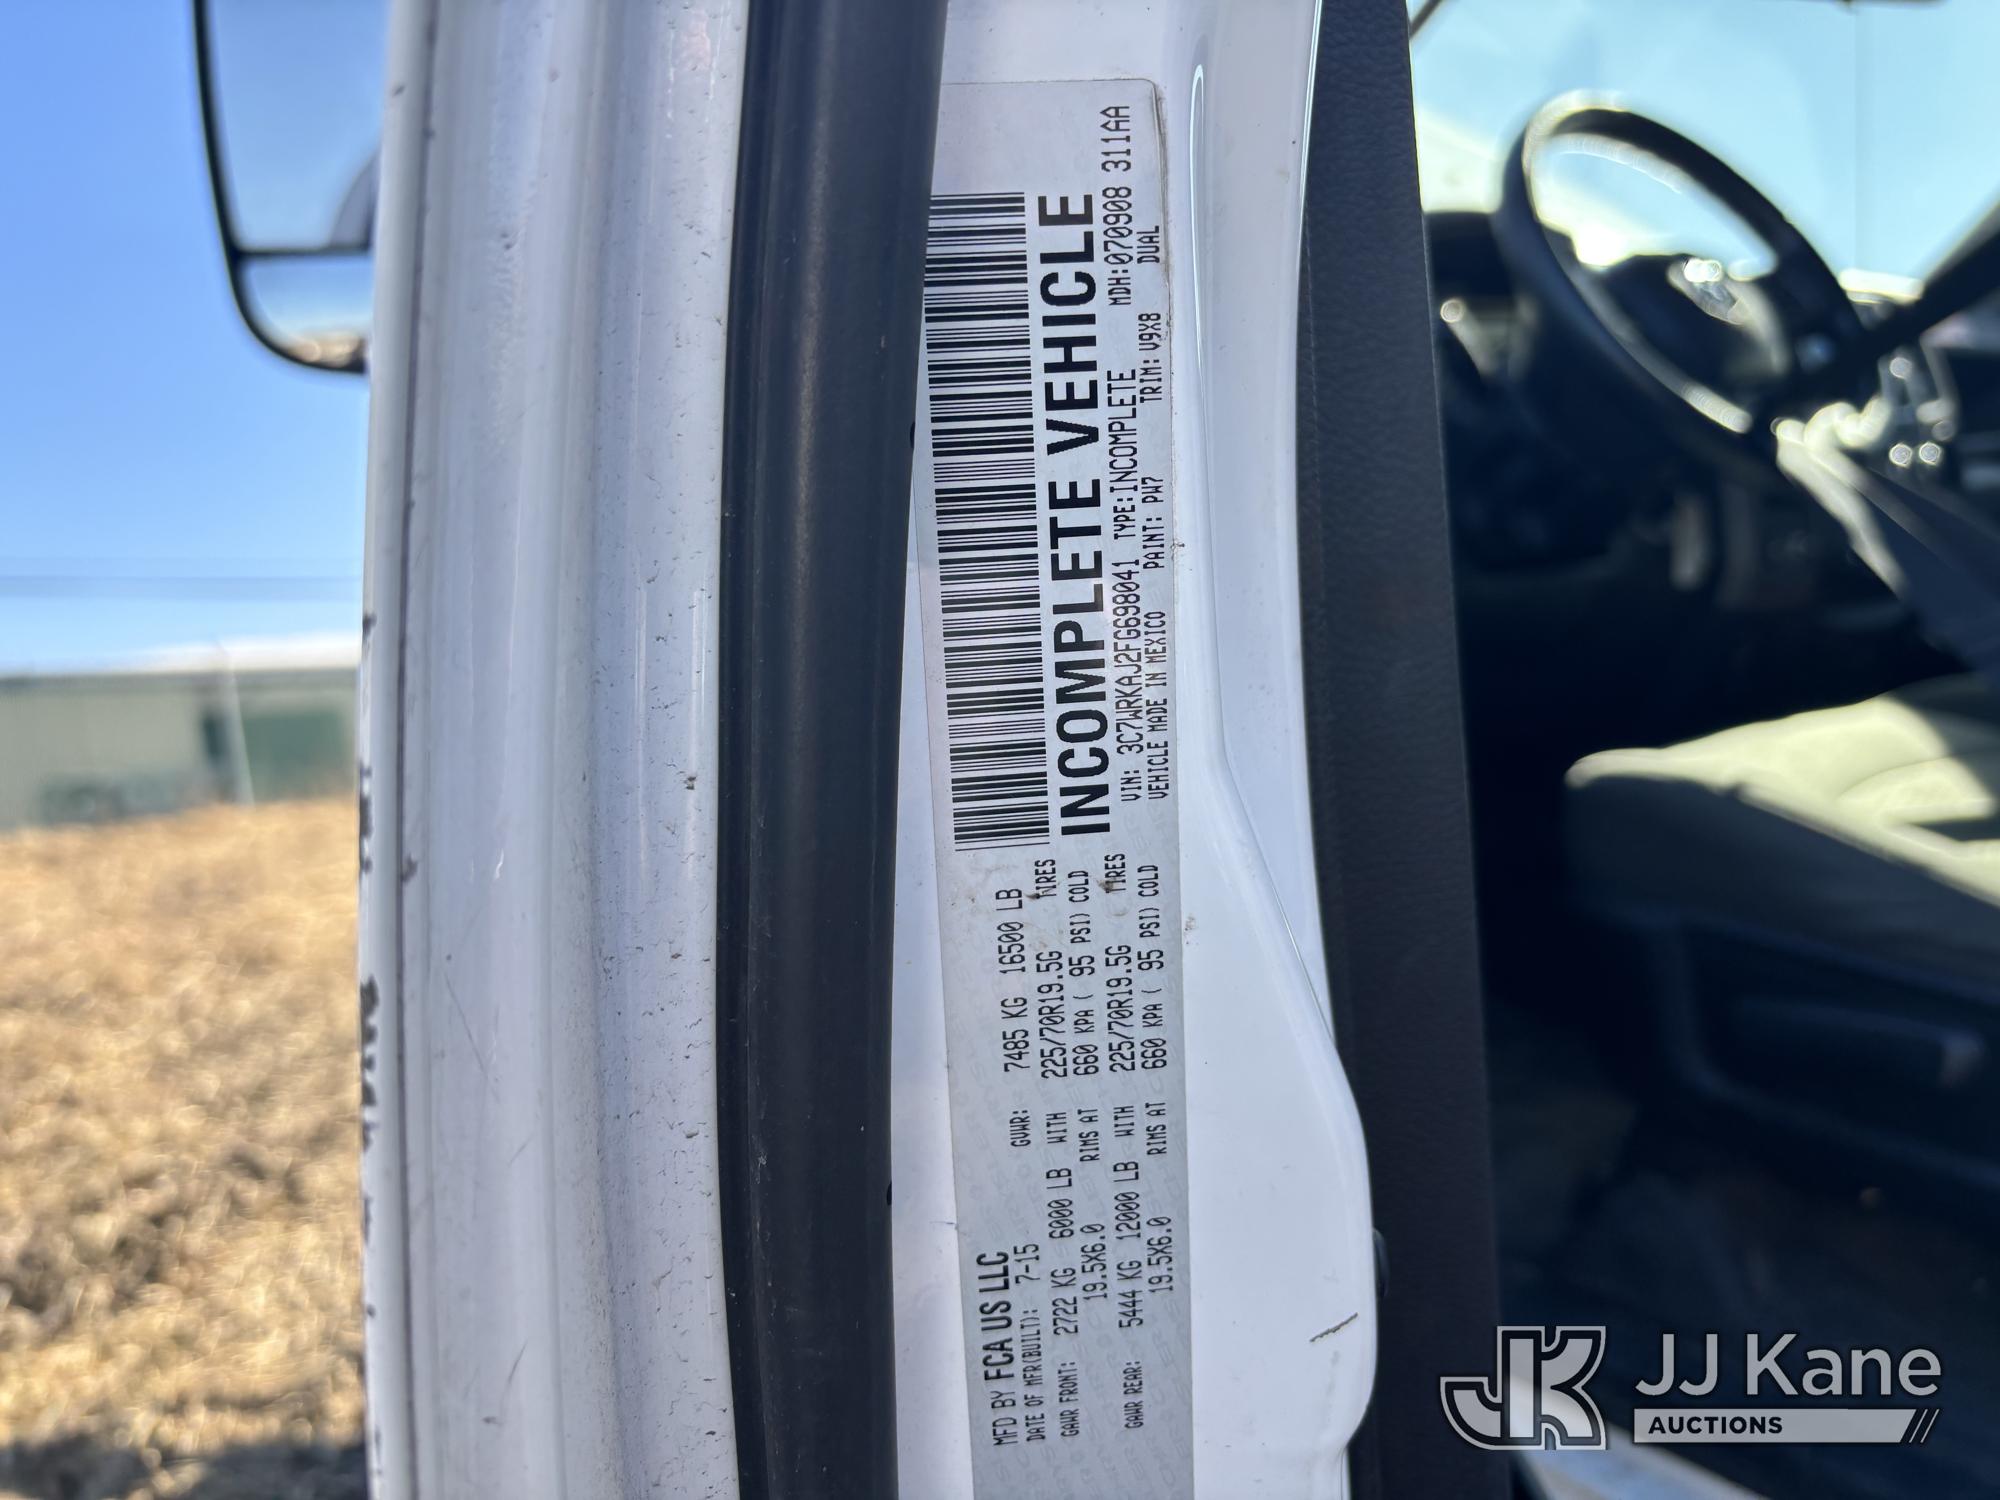 MFD BY FCA US LLC
DATE OF MFR(BUILT): 7-15 GVWR: 7485 KG 16500 LB
GAWR FRONT: 2722 KG 6000 LB WITH 225/70R19.5G TIRES
19.5X6.0 RIMS AT 660 KPA ( 95 PSI) COLD
GAWR REAR: 5444 KG 12000 LB WITH 225/70R19.5G TIRES
19.5X6.0 RIMS AT 660 KPA ( 95 PSI) COLD
INCOMPLETE VEHICLE
MDH:070908 311AA
VIN: 3C7WRKAJ2FG698041 TYPE:INCOMPLETE DUAL
VEHICLE MADE IN MEXICO PAINT: PW7 TRIM: V9X8
JK JJ Kane
AUCTIONS